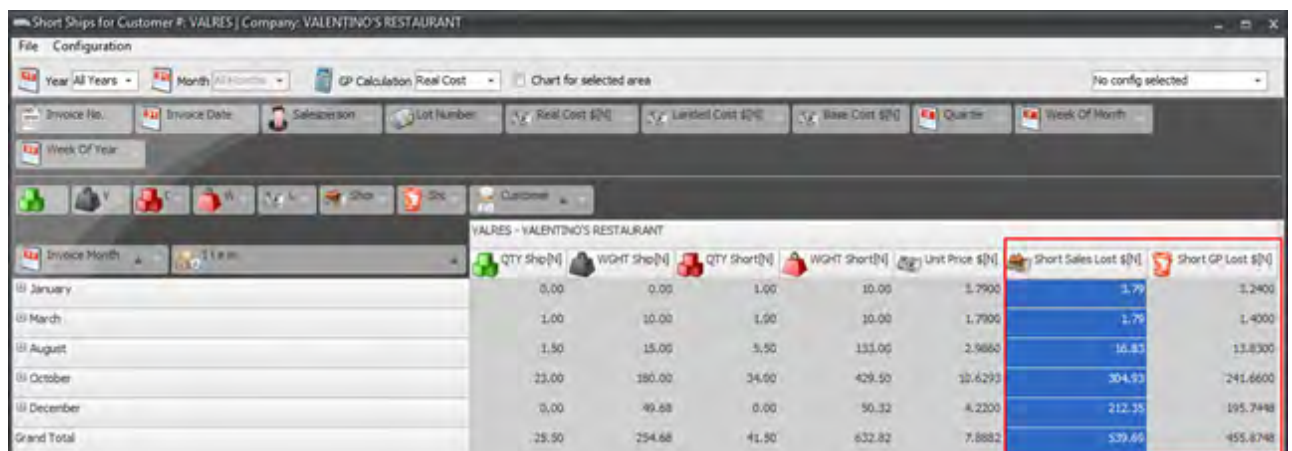 Short Ships for Customer #: VALRES | Company: VALENTINO'S RESTAURANT
File Configuration
Year All Years Month All Months GP Calculation Real Cost Chart for selected area No config selected
Invoice No. Invoice Date Salesperson Lot Number Real Cost $[N] Landed Cost $[N] Base Cost $[N] Quarter Week Of Month
Week Of Year
V W Shor Customer
VALRES - VALENTINO'S RESTAURANT
Invoice Month Item QTY Ship[N] WGHT Ship[N] QTY Short[N] WGHT Short[N] Unit Price $[N] Short Sales Lost $[N] Short GP Lost $[N]
January 0.00 0.00 1.00 10.00 3.79 3.2400
March 1.00 10.00 1.00 10.00 1.7900 1.79 1.4000
August 1.50 15.00 5.50 133.00 2.9860 16.83 13.8300
October 23.00 180.00 34.00 429.50 10.6293 304.93 241.6600
December 0.00 49.68 0.00 50.32 4.2200 212.35 195.7448
Grand Total 25.50 254.68 41.50 632.82 7.8882 539.69 455.8748